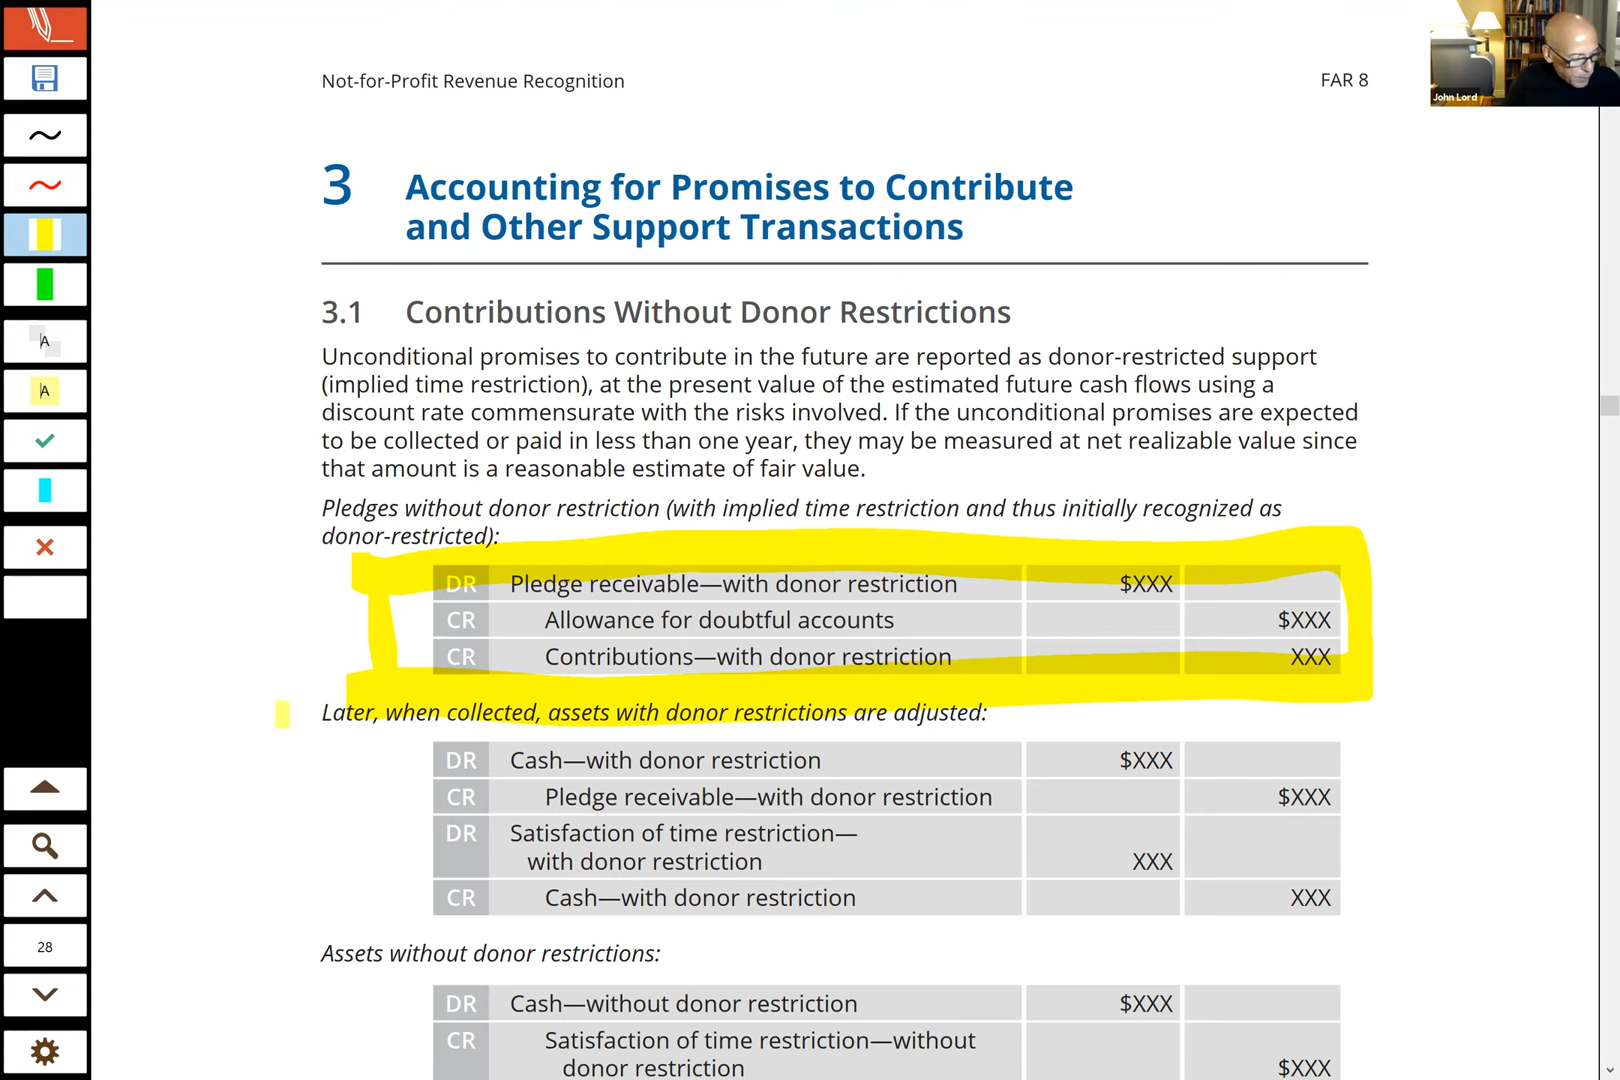 Not-for-Profit Revenue Recognition FAR 8
John Lord
3 Accounting for Promises to Contribute
and Other Support Transactions
3.1 Contributions Without Donor Restrictions
Unconditional promises to contribute in the future are reported as donor-restricted support
(implied time restriction), at the present value of the estimated future cash flows using a
discount rate commensurate with the risks involved. If the unconditional promises are expected
to be collected or paid in less than one year, they may be measured at net realizable value since
that amount is a reasonable estimate of fair value.
Pledges without donor restriction (with implied time restriction and thus initially recognized as
donor-restricted):
DR Pledge receivable—with donor restriction $XXX
CR Allowance for doubtful accounts $XXX
CR Contributions—with donor restriction XXX
Later, when collected, assets with donor restrictions are adjusted:
DR Cash—with donor restriction $XXX
CR Pledge receivable—with donor restriction $XXX
DR Satisfaction of time restriction—
with donor restriction XXX
CR Cash—with donor restriction XXX
Assets without donor restrictions:
DR Cash—without donor restriction $XXX
CR Satisfaction of time restriction—without
donor restriction $XXX
A
A
28